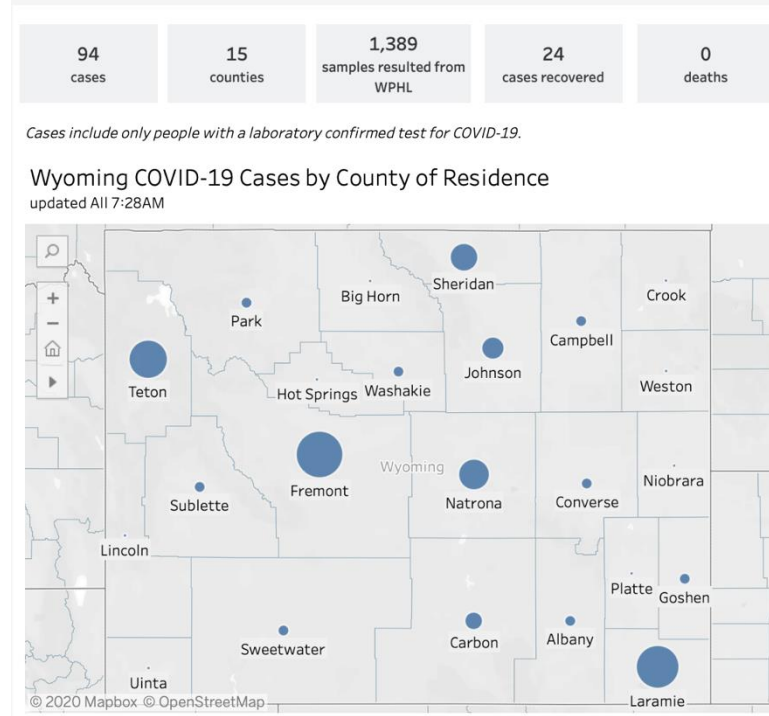 94
cases
15
counties
1,389
samples resulted from
WPHL
24
cases recovered
0
deaths
Cases include only people with a laboratory confirmed test for COVID-19.
Wyoming COVID-19 Cases by County of Residence
updated All 7:28AM
Sheridan
Big Horn
Crook
Park
Campbell
Johnson
Teton
Hot Springs
Washakie
Weston
Wyoming
Fremont
Natrona
Niobrara
Sublette
Converse
Lincoln
Platte
Goshen
Sweetwater
Carbon
Albany
Uinta
Laramie
© 2020 Mapbox © OpenStreetMap